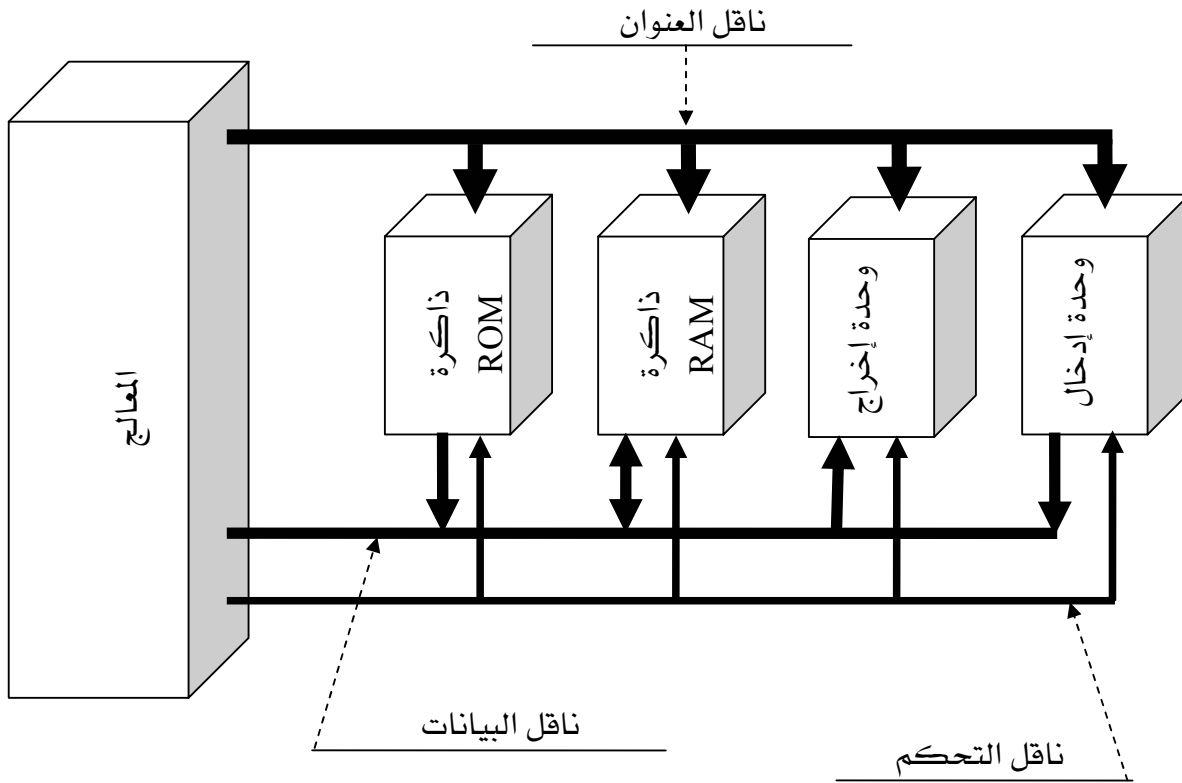 ناقل العنوان
المعالج
ذاكرة
ROM
ذاكرة
RAM
وحدة إخراج
وحدة إدخال
ناقل البيانات
ناقل التحكم